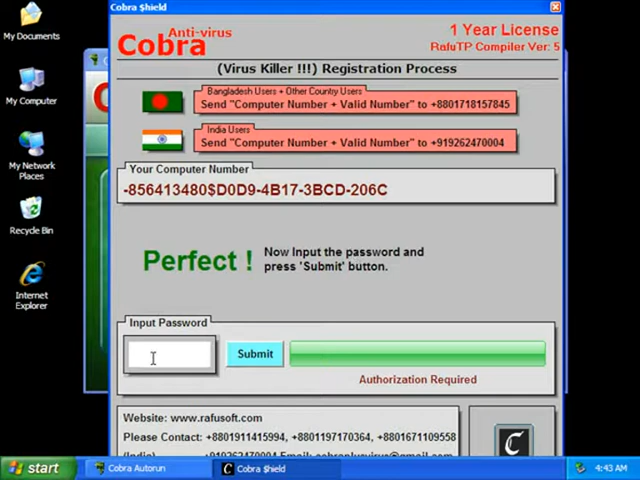 Cobra $hield
My Documents
My Computer
My Network
Places
Recycle Bin
Internet
Explorer
Anti-virus
Cobra
1 Year License
RafuTP Compiler Ver: 5
(Virus Killer !!!) Registration Process
Bangladesh Users + Other Country Users
Send "Computer Number + Valid Number" to +8801718157845
India Users
Send "Computer Number + Valid Number" to +919262470004
Your Computer Number
-856413480$D0D9-4B17-3BCD-206C
Perfect !
Now Input the password and
press 'Submit' button.
Input Password
Submit
Authorization Required
Website: www.rafusoft.com
Please Contact: +8801911415994, +8801197170364, +8801671109558
C
start
Cobra Autorun
Cobra $hield
4:43 AM